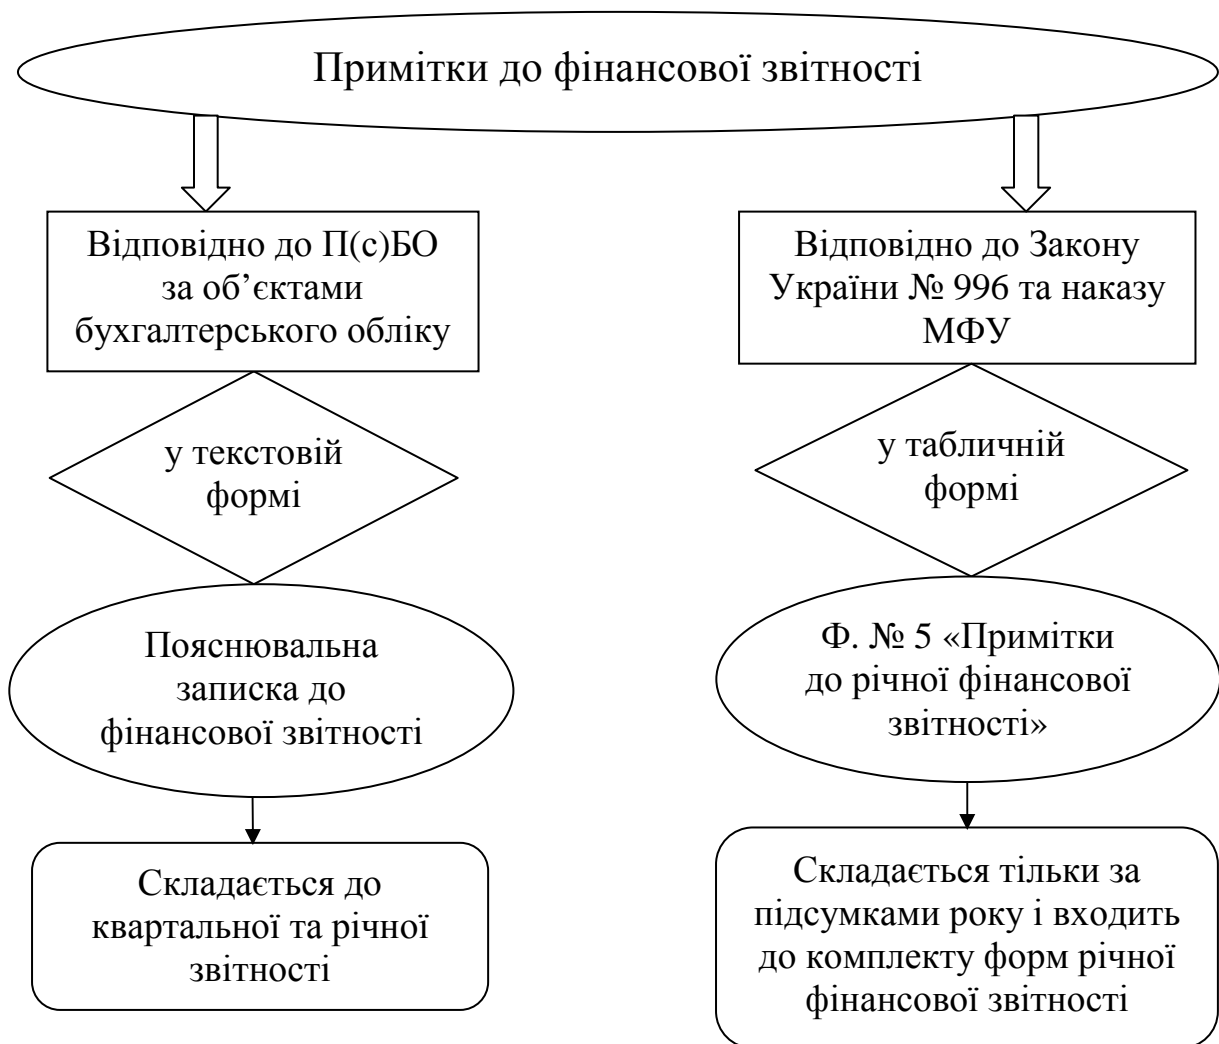 Примітки до фінансової звітності
Відповідно до П(с)БО
за об’єктами
бухгалтерського обліку
у текстовій
формі
Пояснювальна
записка до
фінансової звітності
Складається до
квартальної та річної
звітності
Відповідно до Закону
України № 996 та наказу
МФУ
у табличній
формі
Ф. № 5 «Примітки
до річної фінансової
звітності»
Складається тільки за
підсумками року і входить
до комплекту форм річної
фінансової звітності